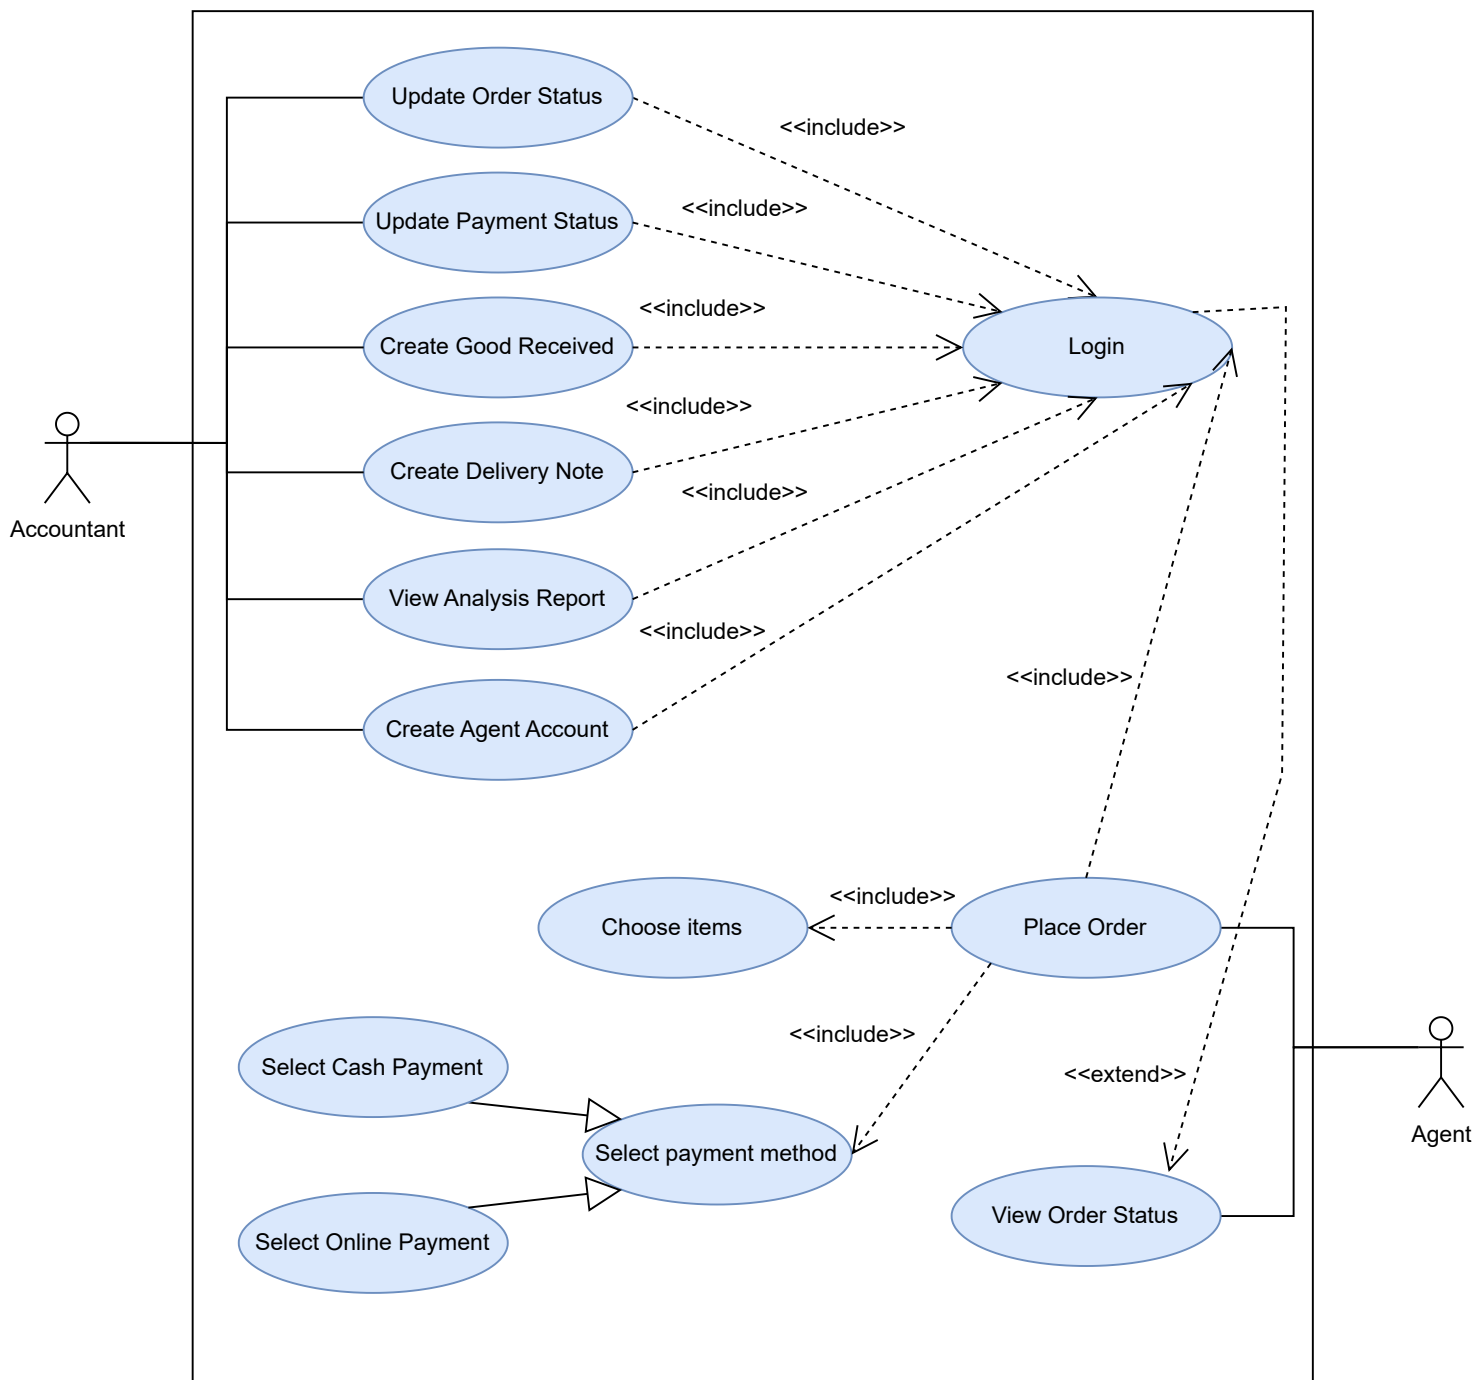 Update Order Status
<<include>>
Update Payment Status
<<include>>
Create Good Received
<<include>>
Login
Create Delivery Note
<<include>>
Accountant
View Analysis Report
<<include>>
Create Agent Account
<<include>>
<<include>>
Choose items
<<include>>
Place Order
Select Cash Payment
<<include>>
<<extend>>
Agent
Select payment method
View Order Status
Select Online Payment